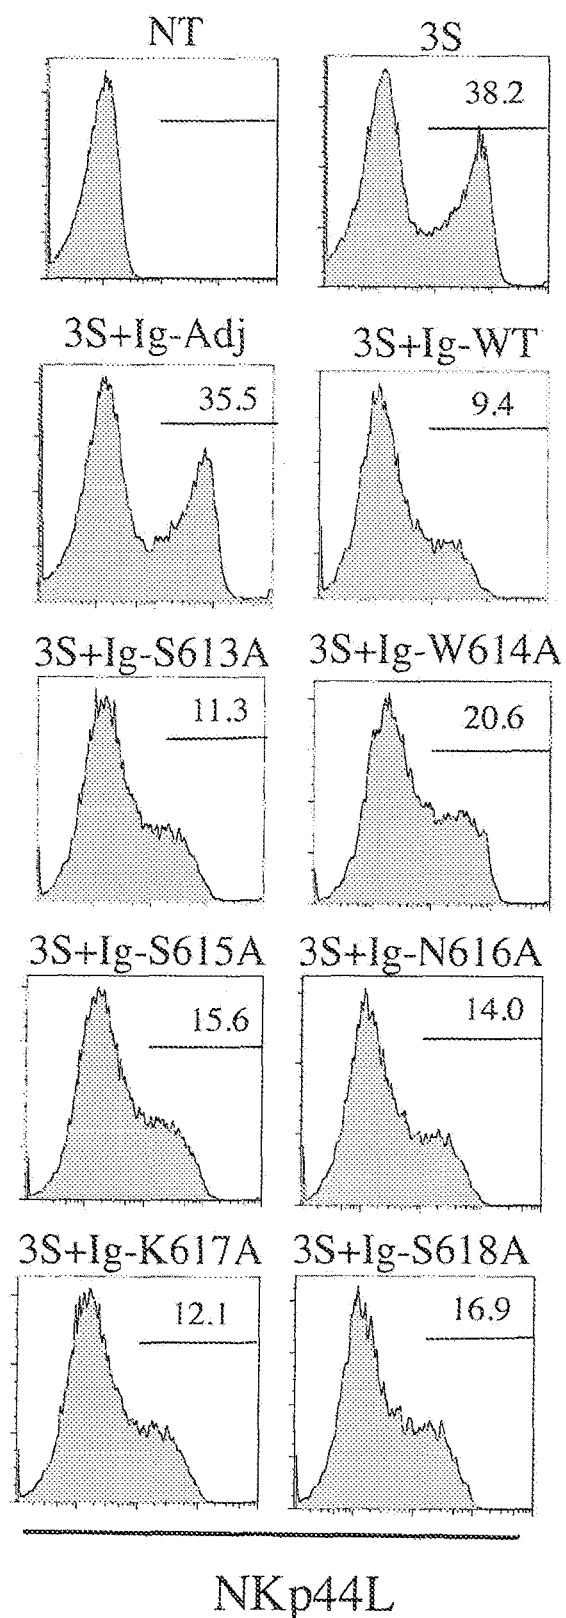 NT 3S
38.2
3S+Ig-Adj 3S+Ig-WT
35.5 9.4
3S+Ig-S613A 3S+Ig-W614A
11.3 20.6
3S+Ig-S615A 3S+Ig-N616A
15.6 14.0
3S+Ig-K617A 3S+Ig-S618A
12.1 16.9
NKp44L